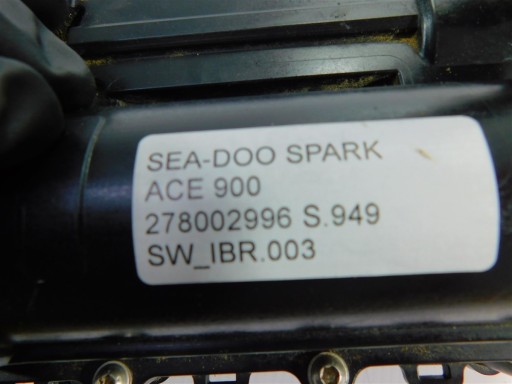 SEA-DOO SPARK
ACE 900
278002996 S.949
SW_IBR.003